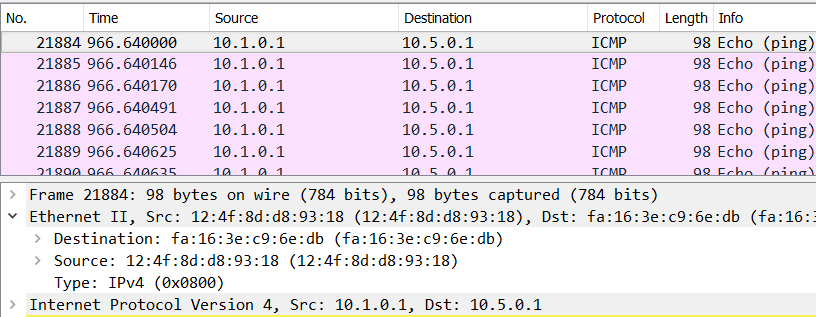 No. Time Source Destination Protocol Length Info
21884 966.640000 10.1.0.1 10.5.0.1 ICMP 98 Echo (ping)
21885 966.640146 10.1.0.1 10.5.0.1 ICMP 98 Echo (ping)
21886 966.640170 10.1.0.1 10.5.0.1 ICMP 98 Echo (ping)
21887 966.640491 10.1.0.1 10.5.0.1 ICMP 98 Echo (ping)
21888 966.640504 10.1.0.1 10.5.0.1 ICMP 98 Echo (ping)
21889 966.640625 10.1.0.1 10.5.0.1 ICMP 98 Echo (ping)
21890 966.640635 10.1.0.1 10.5.0.1 ICMP 98 Echo (ping)
Frame 21884: 98 bytes on wire (784 bits), 98 bytes captured (784 bits)
Ethernet II, Src: 12:4f:8d:d8:93:18 (12:4f:8d:d8:93:18), Dst: fa:16:3e:c9:6e:db (fa:16:3
Destination: fa:16:3e:c9:6e:db (fa:16:3e:c9:6e:db)
Source: 12:4f:8d:d8:93:18 (12:4f:8d:d8:93:18)
Type: IPv4 (0x0800)
Internet Protocol Version 4, Src: 10.1.0.1, Dst: 10.5.0.1